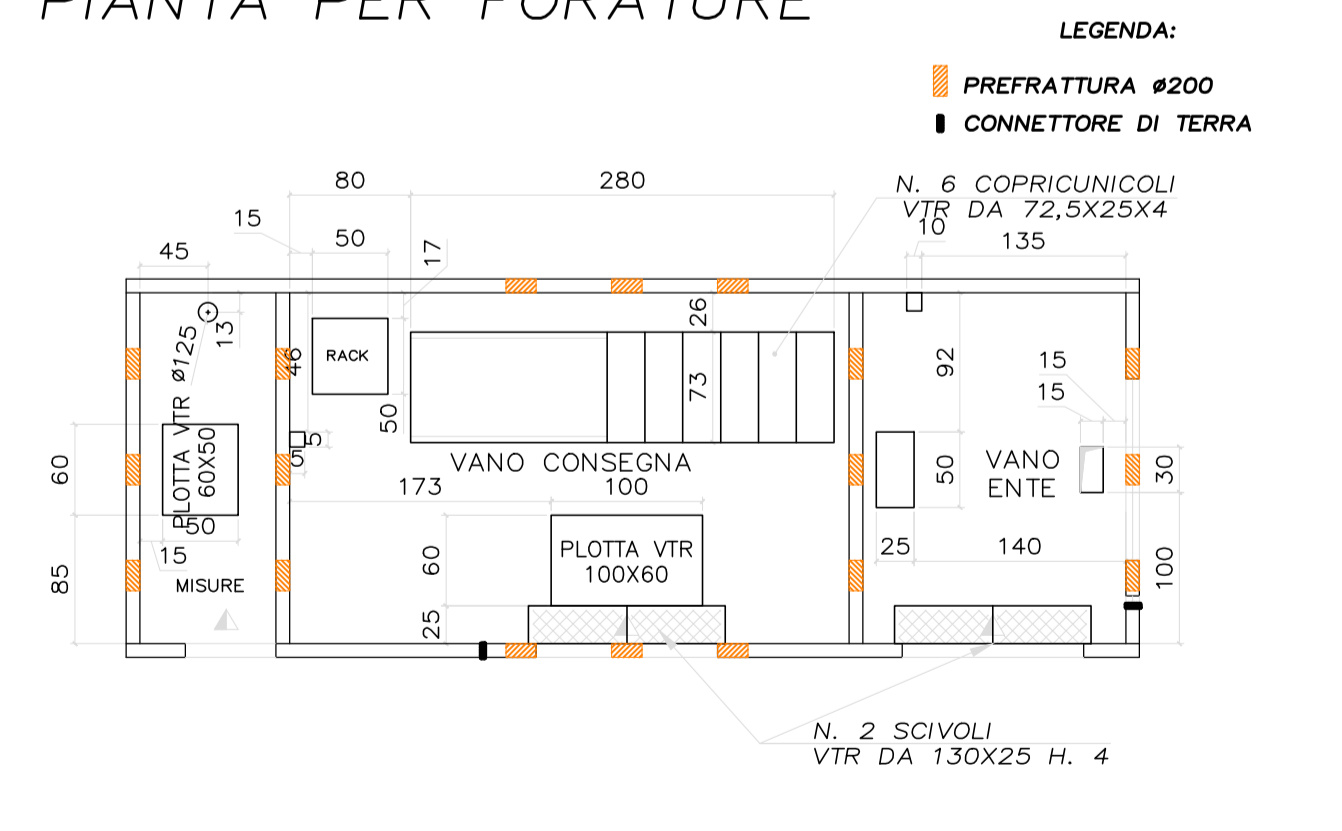 PIANTA PER FORATURE
LEGENDA:
PREFRATTURA ø200
CONNETTORE DI TERRA
N. 6 COPRICUNICOLI
VTR DA 72,5X25X4
80
280
15
50
17
45
10
135
13
PLOTTA VTR ø125
46
RACK
50
26
73
92
15
15
5
5
60
60X50
VANO CONSEGNA
50
VANO
ENTE
30
173
100
50
15
85
MISURE
60
PLOTTA VTR
100X60
25
25
140
100
N. 2 SCIVOLI
VTR DA 130X25 H. 4